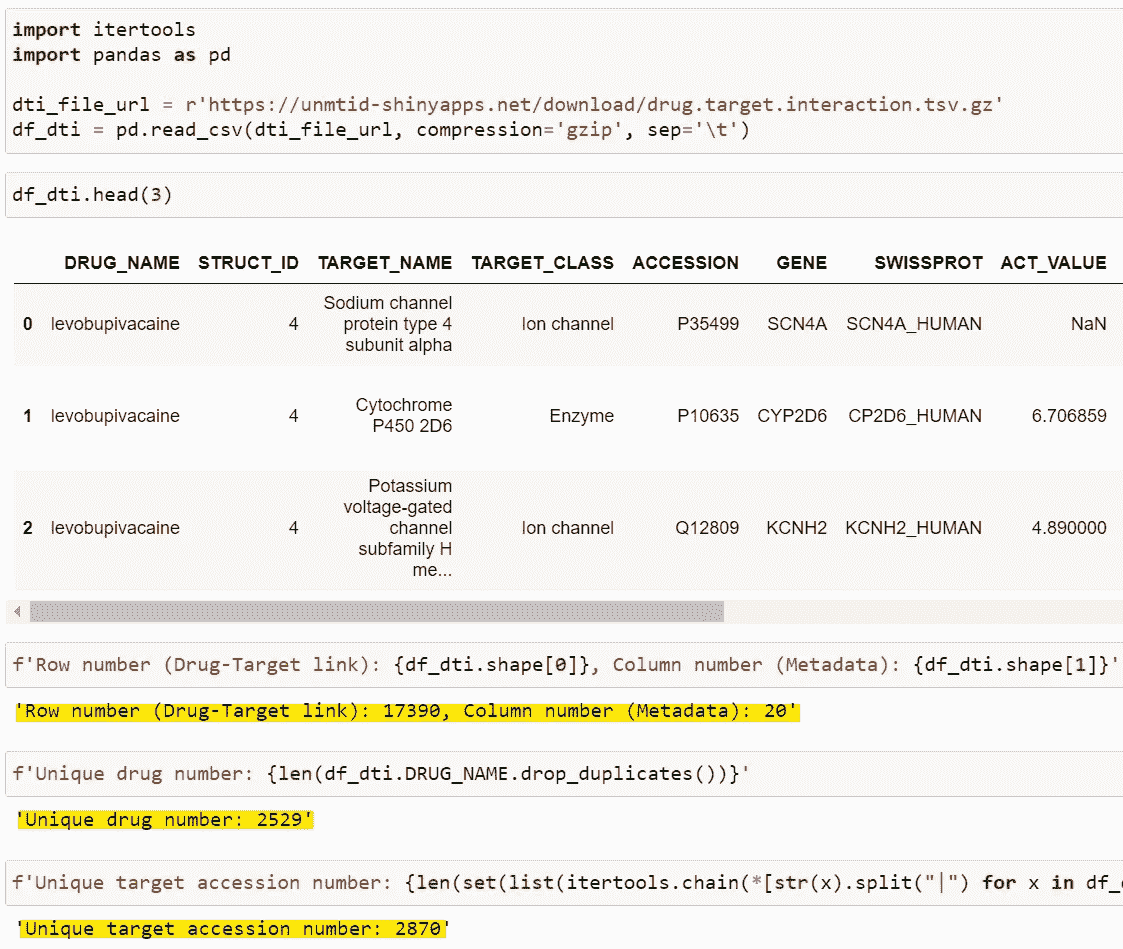 import itertools
import pandas as pd
dti_file_url = r'https://unmtid-shinyapps.net/download/drug.target.interaction.tsv.gz'
df_dti = pd.read_csv(dti_file_url, compression='gzip', sep='\t')
df_dti.head(3)
DRUG_NAME STRUCT_ID TARGET_NAME TARGET_CLASS ACCESSION GENE SWISSPROT ACT_VALUE
Sodium channel
0 levobupivacaine 4 protein type 4 Ion channel P35499 SCN4A SCN4A_HUMAN NaN
subunit alpha
Cytochrome
1 levobupivacaine 4 P450 2D6 Enzyme P10635 CYP2D6 CP2D6_HUMAN 6.706859
Potassium
voltage-gated
2 levobupivacaine 4 channel Ion channel Q12809 KCNH2 KCNH2_HUMAN 4.890000
subfamily H
me...
f'Row number (Drug-Target link): {df_dti.shape[0]}, Column number (Metadata): {df_dti.shape[1]}'
'Row number (Drug-Target link): 17390, Column number (Metadata): 20'
f'Unique drug number: {len(df_dti.DRUG_NAME.drop_duplicates())}'
'Unique drug number: 2529'
f'Unique target accession number: {len(set(list(itertools.chain(*[str(x).split("|") for x in df_
'Unique target accession number: 2870'